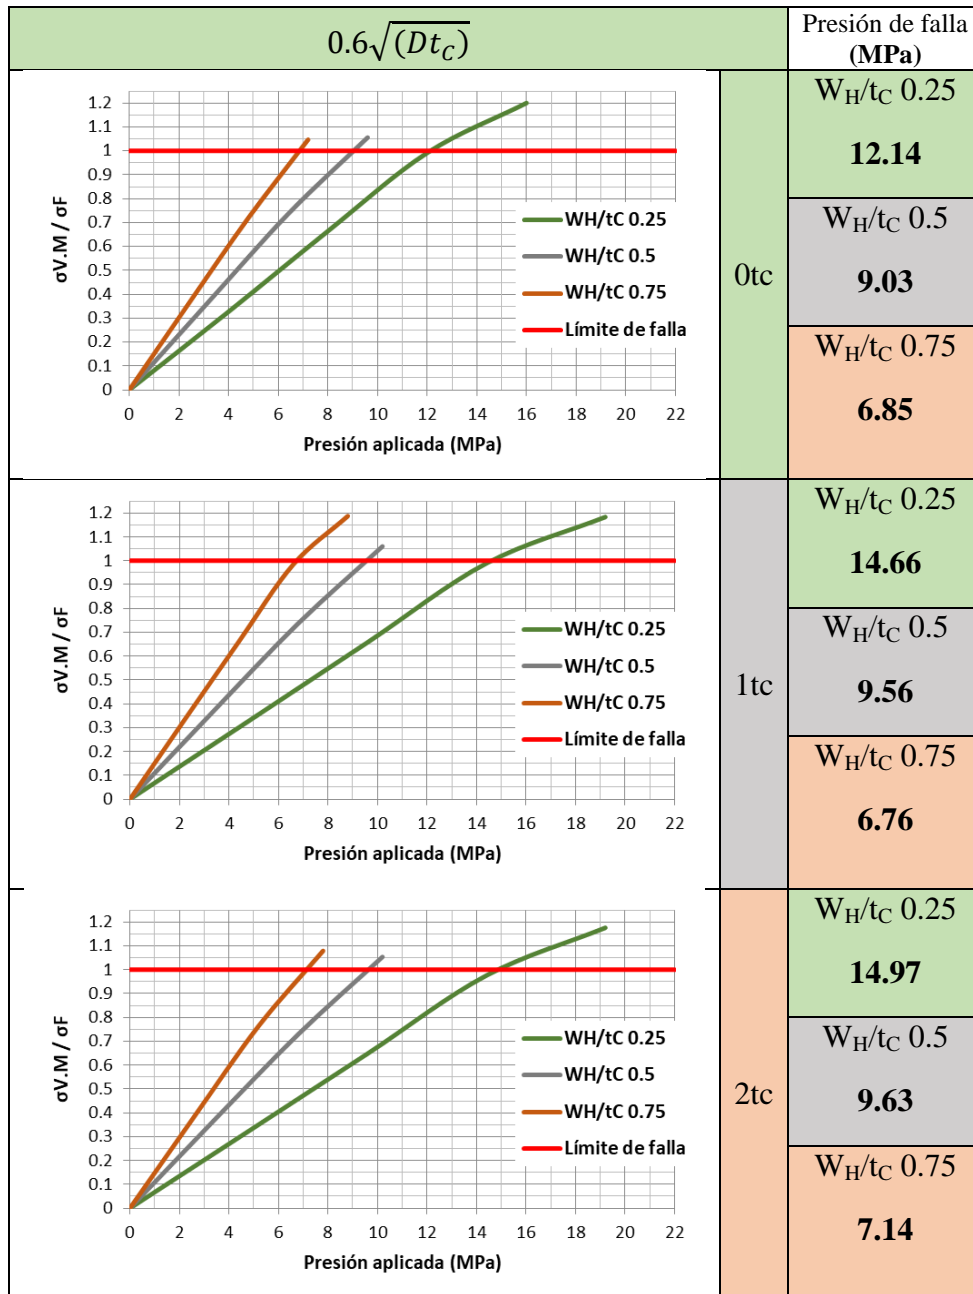 0.6√(Dt_C)
Presión de falla
(MPa)
1.2
1.1
1
0.9
0.8
0.7
0.6
0.5
0.4
0.3
0.2
0.1
0
σV.M / σF
WH/tC 0.25
WH/tC 0.5
WH/tC 0.75
Límite de falla
0 2 4 6 8 10 12 14 16 18 20 22
Presión aplicada (MPa)
0tc
W_H/t_C 0.25
12.14
W_H/t_C 0.5
9.03
W_H/t_C 0.75
6.85
1.2
1.1
1
0.9
0.8
0.7
0.6
0.5
0.4
0.3
0.2
0.1
0
σV.M / σF
WH/tC 0.25
WH/tC 0.5
WH/tC 0.75
Límite de falla
0 2 4 6 8 10 12 14 16 18 20 22
Presión aplicada (MPa)
1tc
W_H/t_C 0.25
14.66
W_H/t_C 0.5
9.56
W_H/t_C 0.75
6.76
1.2
1.1
1
0.9
0.8
0.7
0.6
0.5
0.4
0.3
0.2
0.1
0
σV.M / σF
WH/tC 0.25
WH/tC 0.5
WH/tC 0.75
Límite de falla
0 2 4 6 8 10 12 14 16 18 20 22
Presión aplicada (MPa)
2tc
W_H/t_C 0.25
14.97
W_H/t_C 0.5
9.63
W_H/t_C 0.75
7.14